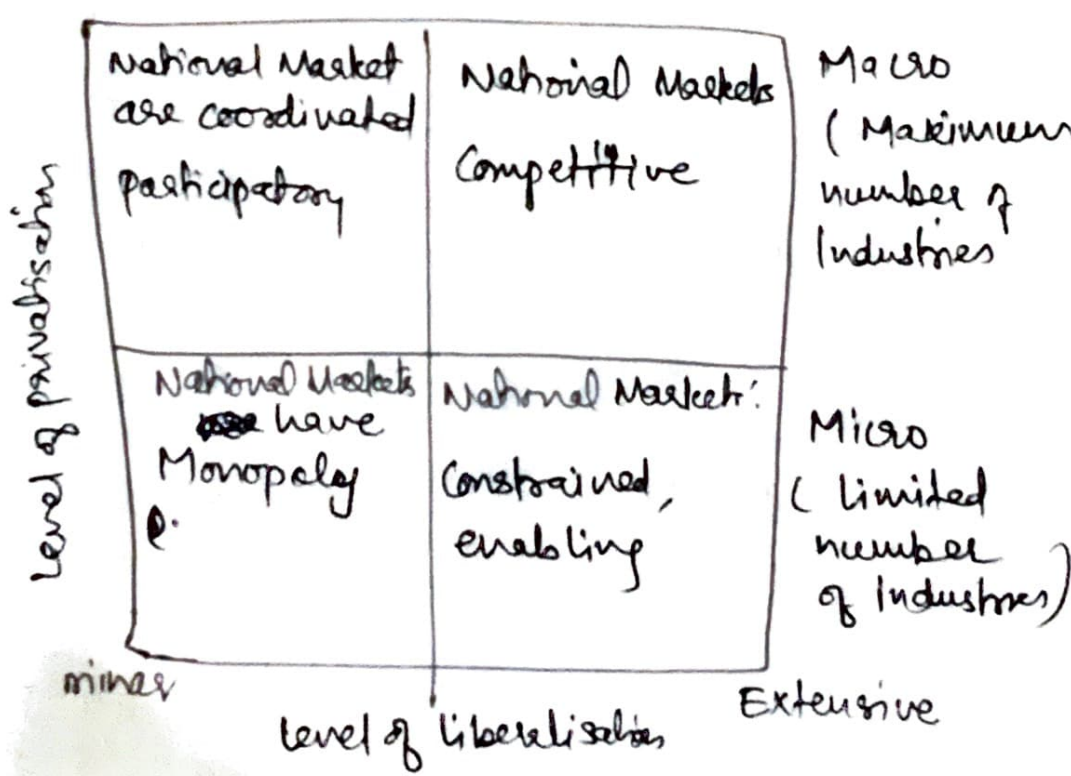 National Market
are coordinated
participatory
National Markets
Competitive
Macro
( Maximum
number of
Industries
Level of privatisation
National Markets
have
Monopoly
National Markets:
Constrained,
enabling
Micro
( limited
number
of Industries)
minor
Extensive
Level of liberalisation